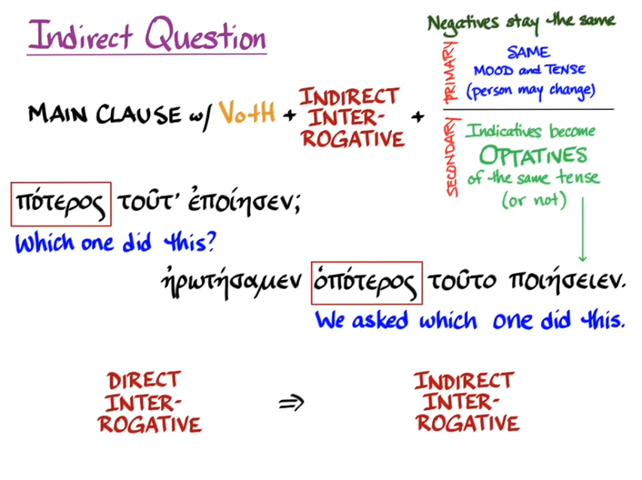 Indirect Question
Negatives stay the same
PRIMARY
SAME
MOOD and TENSE
(person may change)
MAIN CLAUSE w/ VotH + INDIRECT INTER-ROGATIVE +
SECONDARY
Indicatives become
OPTATIVES
of the same tense
(or not)
πότερος τοῦτ᾽ ἐποίησεν;
Which one did this?
ἠρωτήσαμεν ὁπότερος τοῦτο ποιήσειεν.
We asked which one did this.
DIRECT
INTER-
ROGATIVE
⇒
INDIRECT
INTER-
ROGATIVE